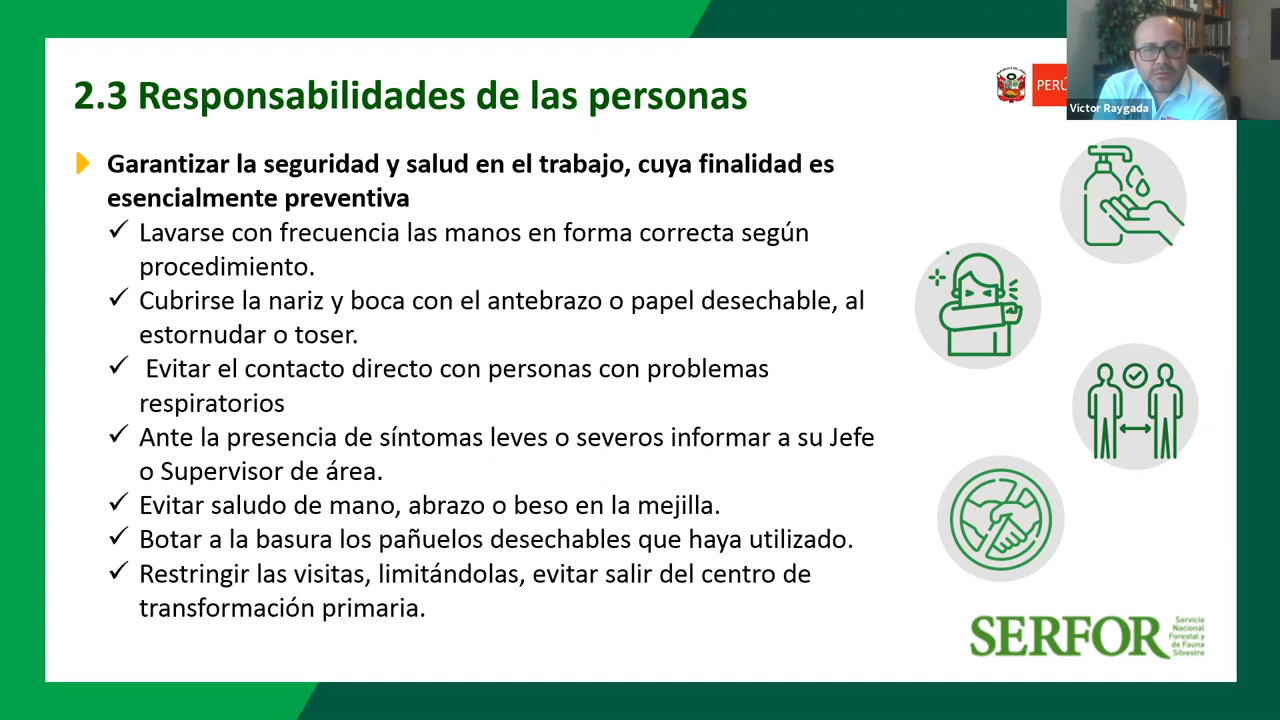 2.3 Responsabilidades de las personas
PERÚ
Victor Raygada
Garantizar la seguridad y salud en el trabajo, cuya finalidad es
esencialmente preventiva
✓ Lavarse con frecuencia las manos en forma correcta según
procedimiento.
✓ Cubrirse la nariz y boca con el antebrazo o papel desechable, al
estornudar o toser.
✓ Evitar el contacto directo con personas con problemas
respiratorios
✓ Ante la presencia de síntomas leves o severos informar a su Jefe
o Supervisor de área.
✓ Evitar saludo de mano, abrazo o beso en la mejilla.
✓ Botar a la basura los pañuelos desechables que haya utilizado.
✓ Restringir las visitas, limitándolas, evitar salir del centro de
transformación primaria.
SERFOR
Servicio
Nacional
Forestal y
de Fauna
Silvestre